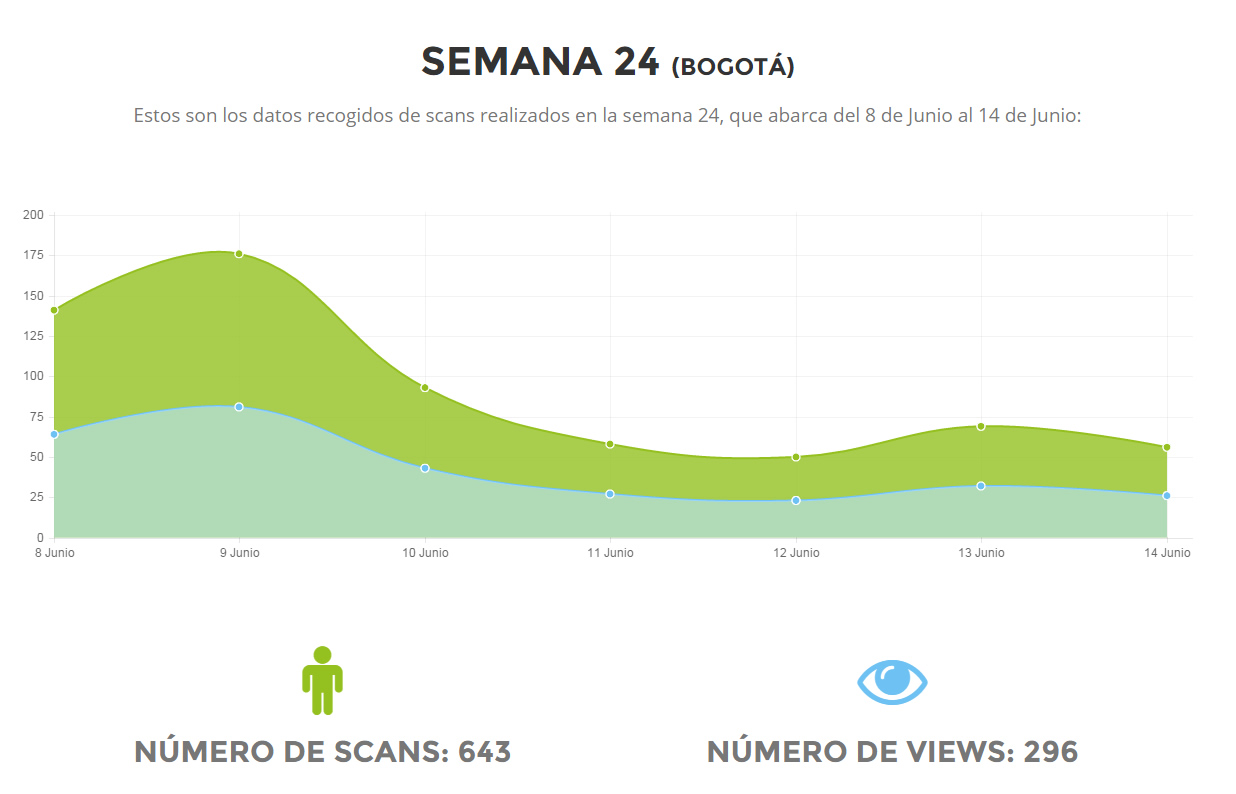 SEMANA 24 (BOGOTÁ)
Estos son los datos recogidos de scans realizados en la semana 24, que abarca del 8 de Junio al 14 de Junio:
200
175
150
125
100
75
50
25
0
8 Junio 9 Junio 10 Junio 11 Junio 12 Junio 13 Junio 14 Junio
NÚMERO DE SCANS: 643 NÚMERO DE VIEWS: 296